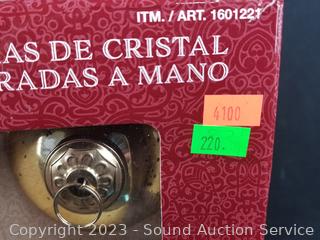 ITM. / ART. 1601221
AS DE CRISTAL
RADAS A MANO
4100
220.
Copyright 2023 - Sound Auction Service